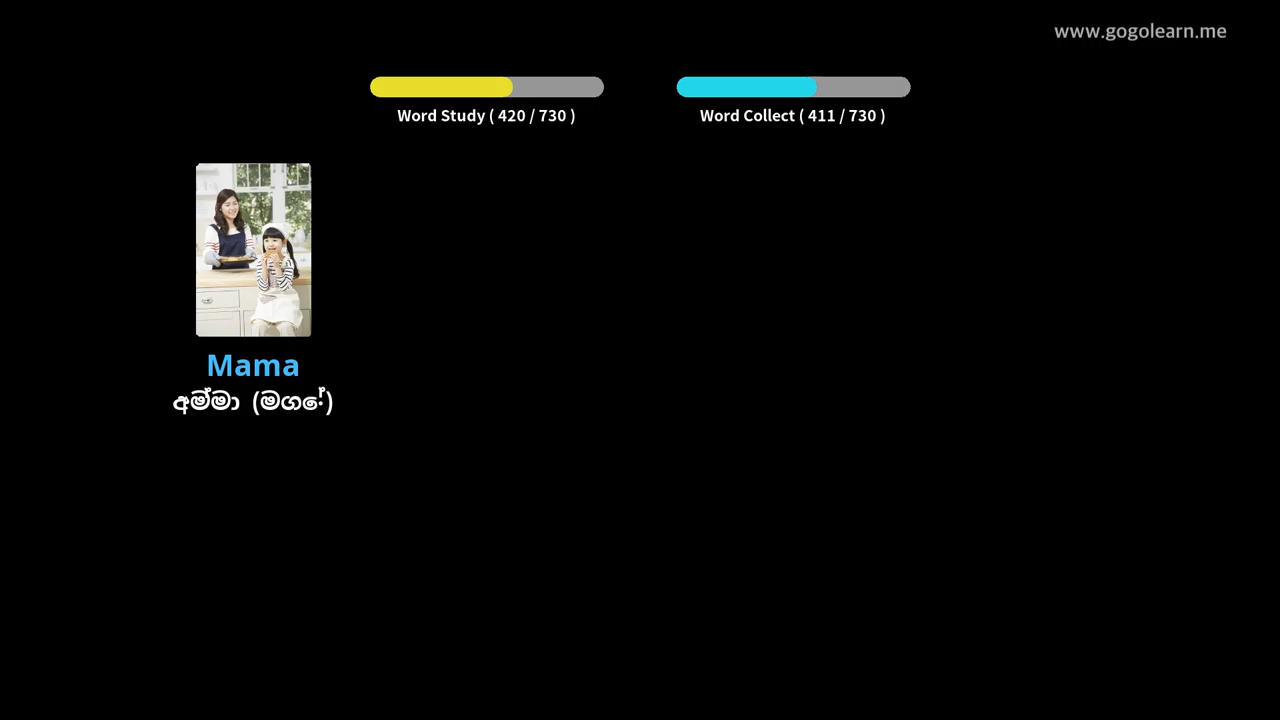 www.gogolearn.me
Word Study ( 420 / 730 )
Word Collect ( 411 / 730 )
Mama
අම්මා (මගේ)